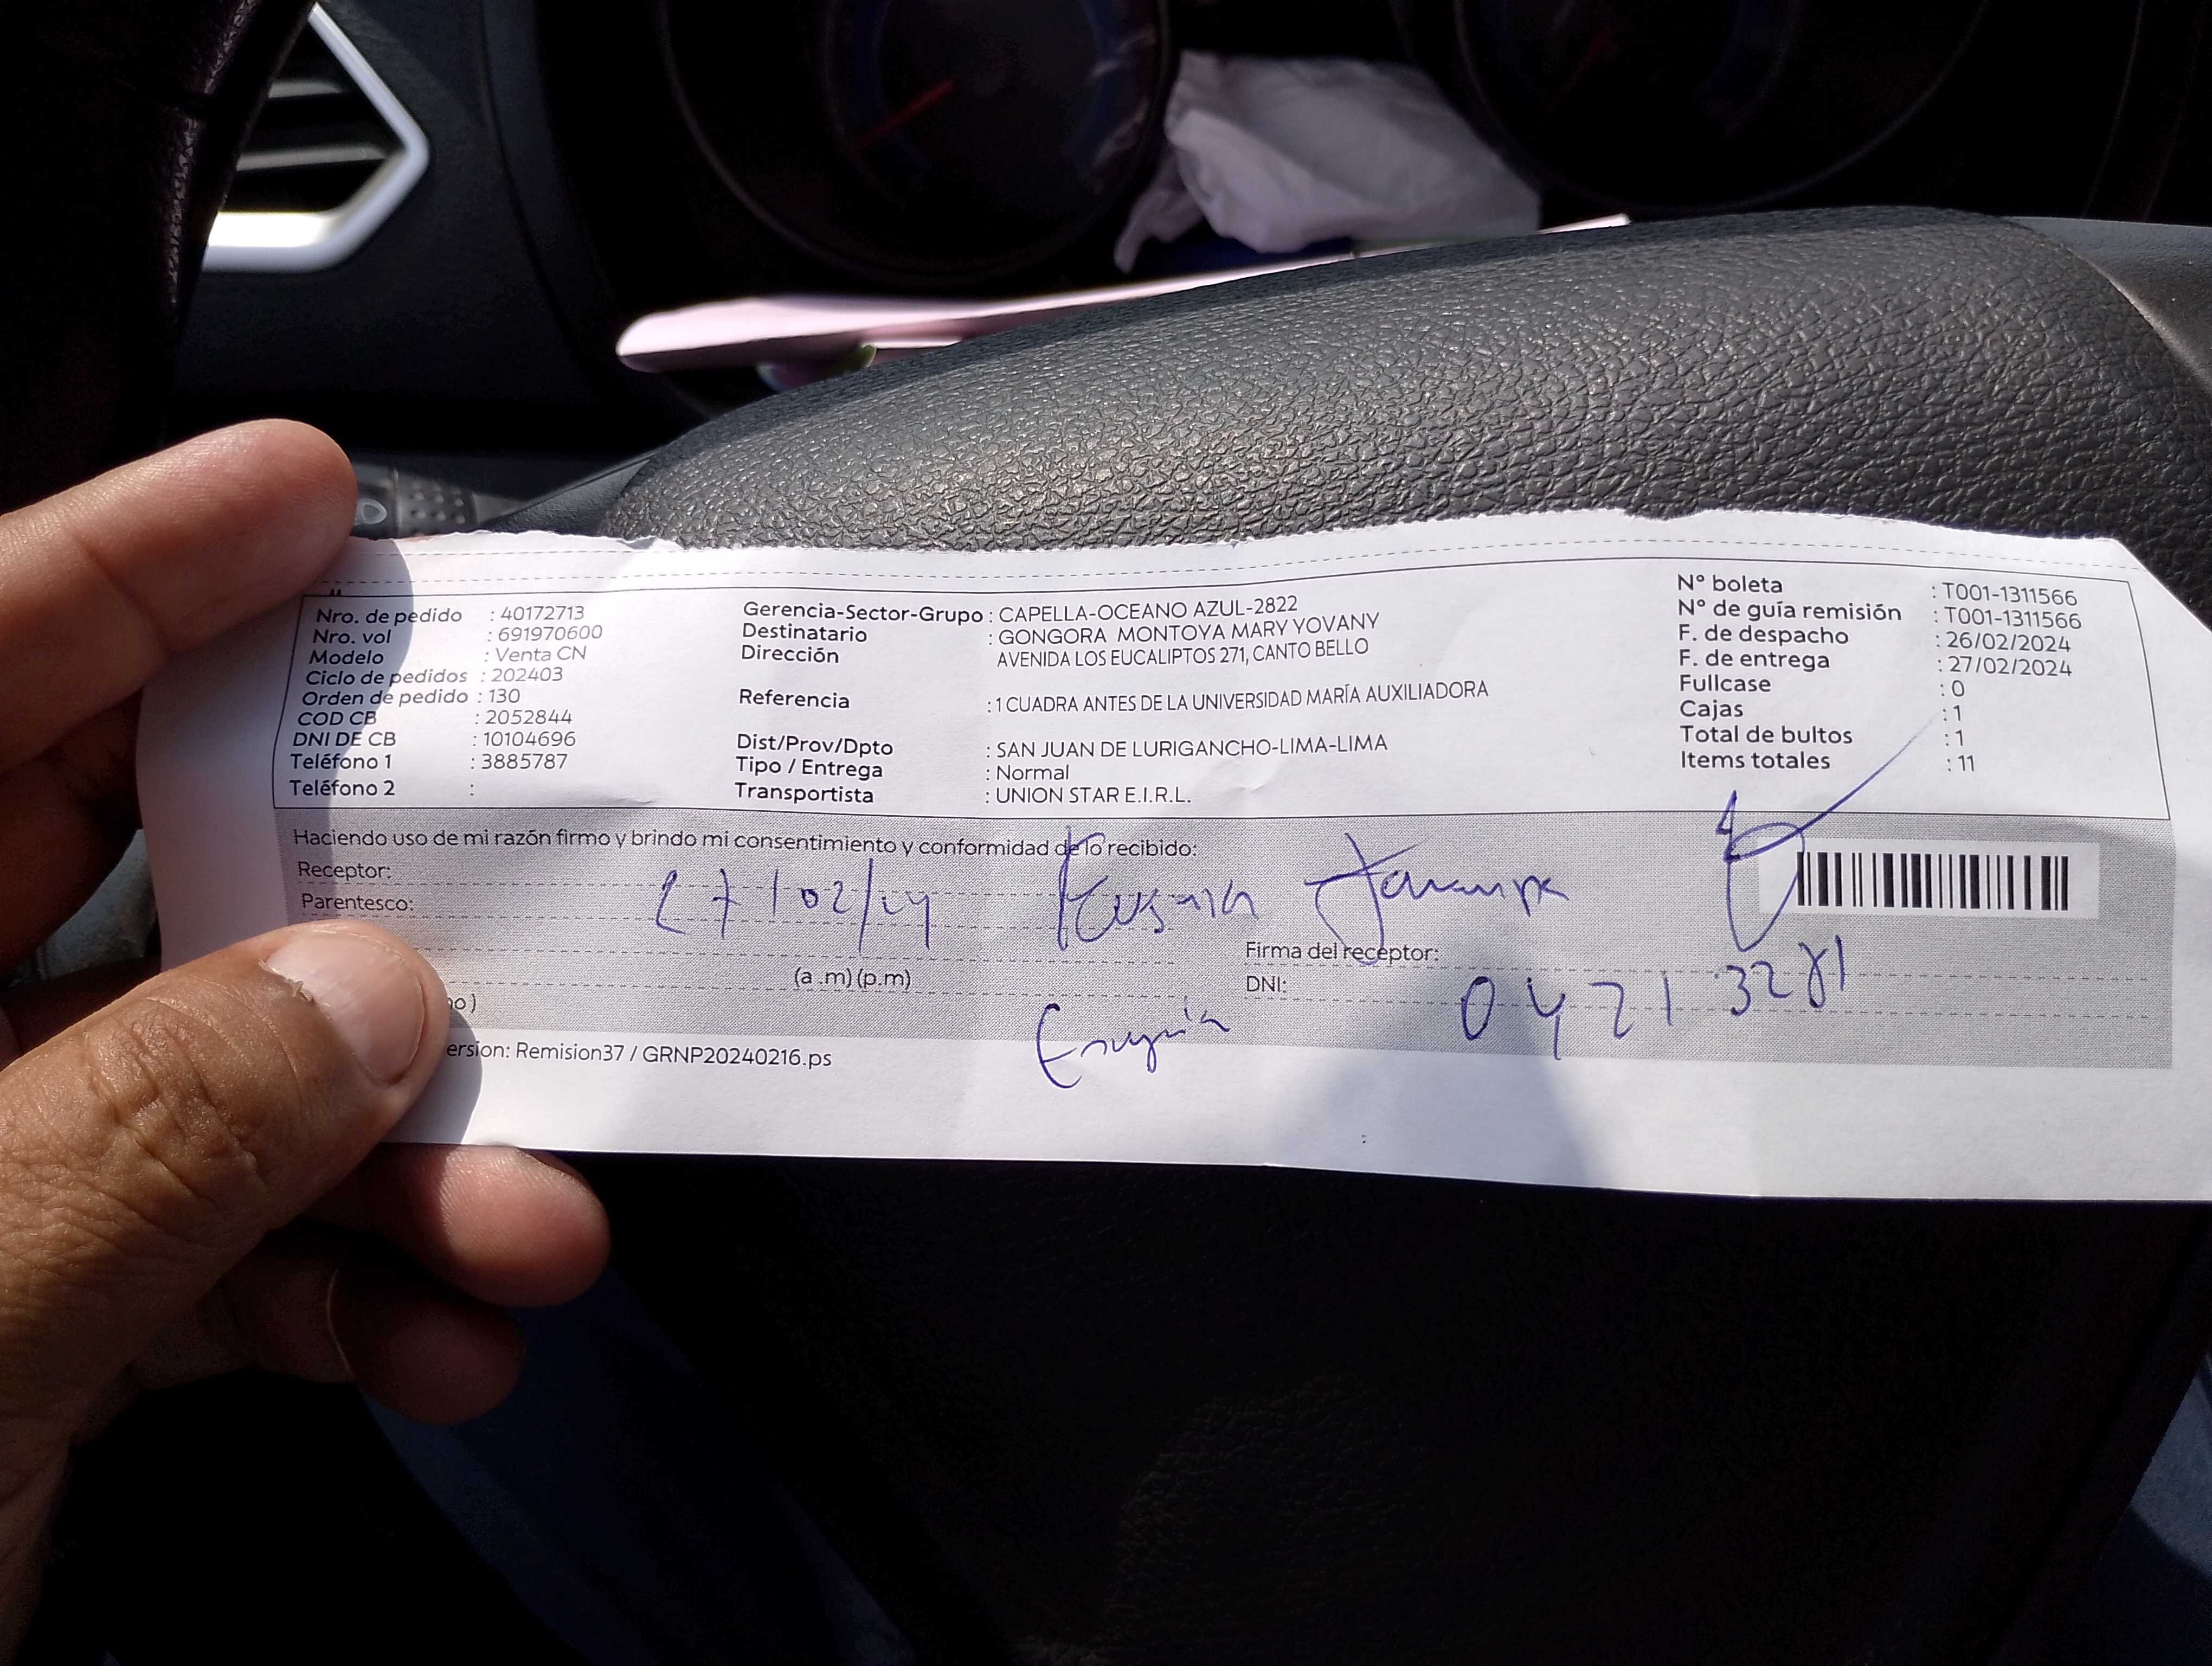 Nro. de pedido : 40172713
Nro. vol : 691970600
Modelo : Venta CN
Ciclo de pedidos : 202403
Orden de pedido : 130
COD CB : 2052844
DNI DE CB : 10104696
Teléfono 1 : 3885787
Teléfono 2 :
Gerencia-Sector-Grupo : CAPELLA-OCEANO AZUL-2822
Destinatario : GONGORA MONTOYA MARY YOVANY
Dirección AVENIDA LOS EUCALIPTOS 271, CANTO BELLO
Referencia : 1 CUADRA ANTES DE LA UNIVERSIDAD MARÍA AUXILIADORA
Dist/Prov/Dpto : SAN JUAN DE LURIGANCHO-LIMA-LIMA
Tipo / Entrega : Normal
Transportista : UNION STAR E.I.R.L.
N° boleta : T001-1311566
N° de guía remisión : T001-1311566
F. de despacho : 26/02/2024
F. de entrega : 27/02/2024
Fullcase : 0
Cajas : 1
Total de bultos : 1
Items totales : 11
Haciendo uso de mi razón firmo y brindo mi consentimiento y conformidad de lo recibido:
Receptor:
Parentesco:
27/02/24
Firma del receptor:
(a .m) (p.m)
DNI: 04213281
no)
ersion: Remision37 / GRNP20240216.ps